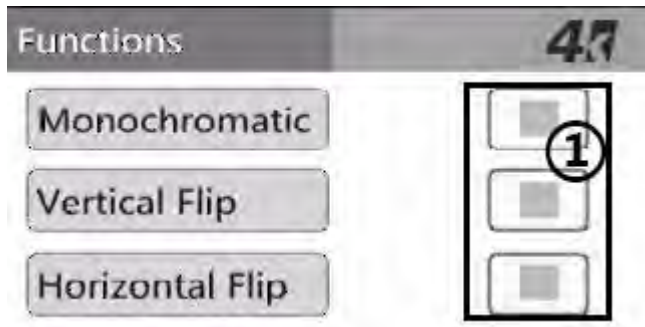 Functions 4K
Monochromatic
①
Vertical Flip
Horizontal Flip